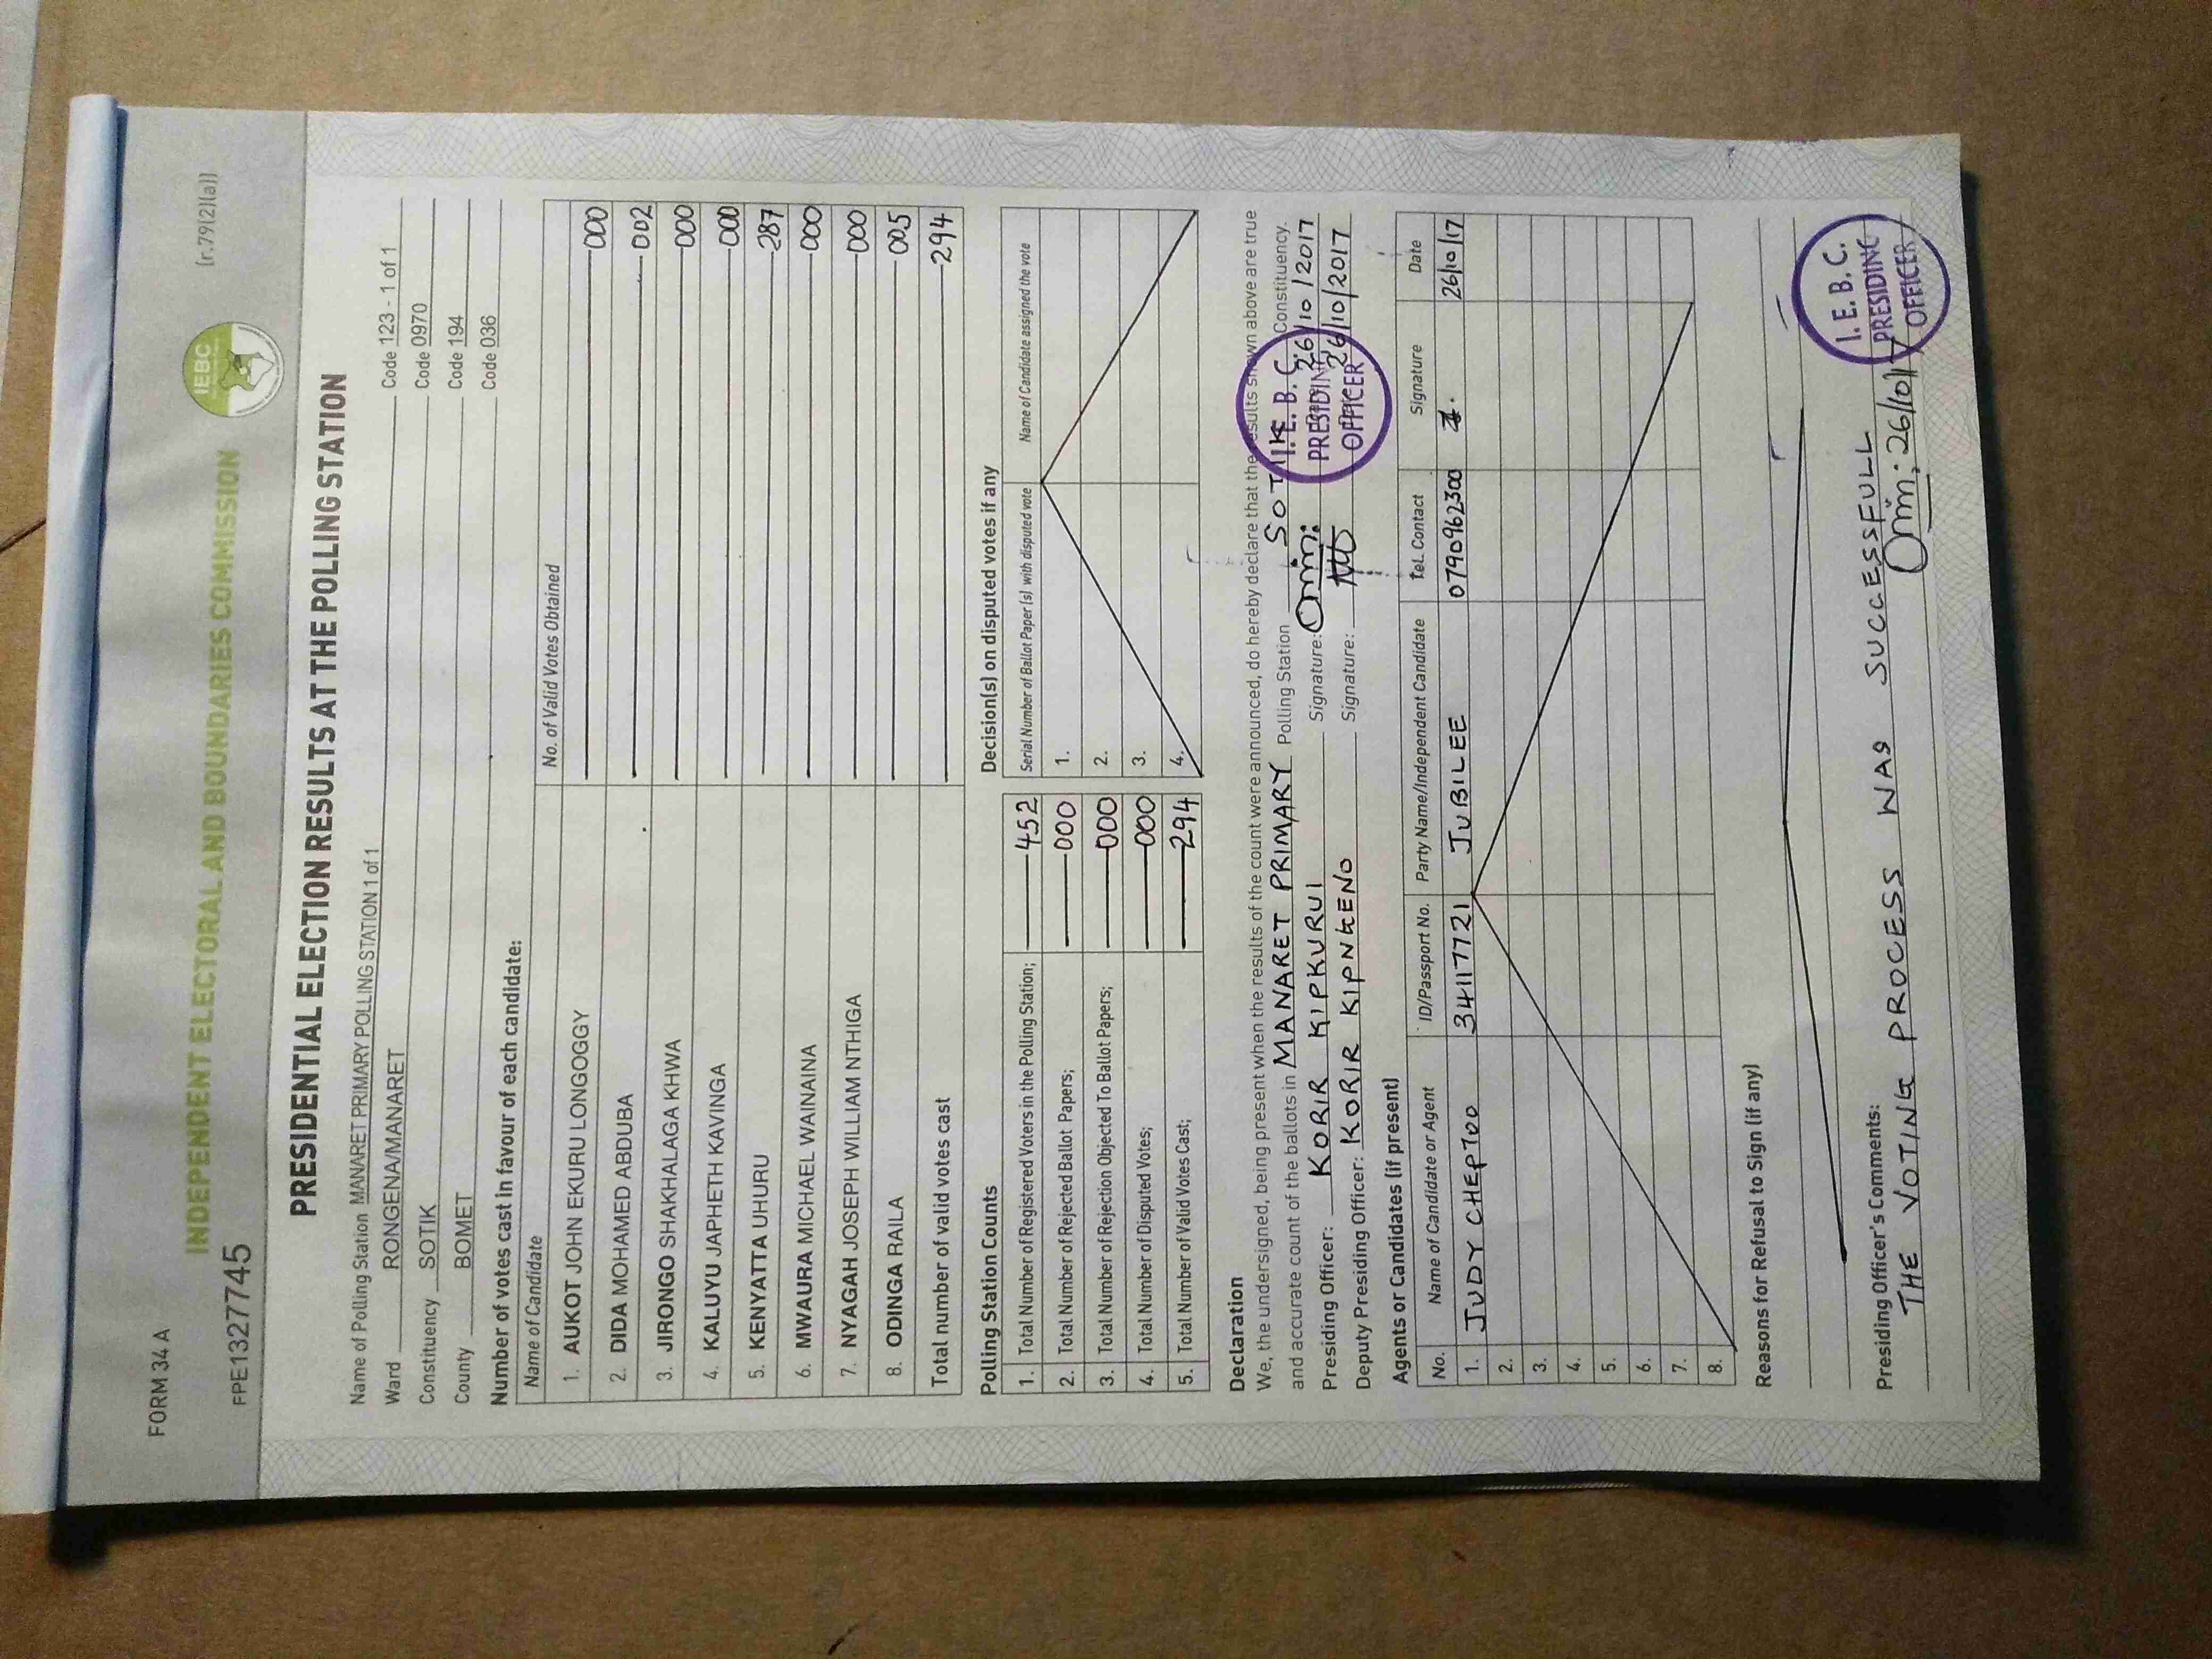 FORM 34 A
(r.79(2)(a))
INDEPENDENT ELECTORAL AND BOUNDARIES COMMISSION
IEBC
FPE1327745
PRESIDENTIAL ELECTION RESULTS AT THE POLLING STATION
Name of Polling Station MANARET PRIMARY POLLING STATION 1 of 1 Code 123 - 1 of 1
Ward RONGENA/MANARET Code 0970
Constituency SOTIK Code 194
County BOMET Code 036
Number of votes cast in favour of each candidate:
Name of Candidate No. of Valid Votes Obtained
1. AUKOT JOHN EKURU LONGOGGY 000
2. DIDA MOHAMED ABDUBA 002
3. JIRONGO SHAKHALAGA KHWA 000
4. KALUYU JAPHETH KAVINGA 000
5. KENYATTA UHURU 287
6. MWAURA MICHAEL WAINAINA 000
7. NYAGAH JOSEPH WILLIAM NTHIGA 000
8. ODINGA RAILA 005
Total number of valid votes cast 294
Polling Station Counts
1. Total Number of Registered Voters in the Polling Station; 452
2. Total Number of Rejected Ballot Papers; 000
3. Total Number of Rejection Objected To Ballot Papers; 000
4. Total Number of Disputed Votes; 000
5. Total Number of Valid Votes Cast; 294
Decision(s) on disputed votes if any
Serial Number of Ballot Paper(s) with disputed vote Name of Candidate assigned the vote
1.
2.
3.
4.
Declaration
We, the undersigned, being present when the results of the count were announced, do hereby declare that the results shown above are true
and accurate count of the ballots in MANARET PRIMARY Polling Station SOTIK Constituency.
Presiding Officer: KORIR KIPKURUI Signature: 26/10/2017
Deputy Presiding Officer: KORIR KIPNGENO Signature: 26/10/2017
I.E.B.C.
PRESIDING
OFFICER
Agents or Candidates (if present)
No. Name of Candidate or Agent ID/Passport No. Party Name/Independent Candidate Tel. Contact Signature Date
1. JUDY CHEPTOO 34117721 JUBILEE 0790962300 26/10/17
2.
3.
4.
5.
6.
7.
8.
Reasons for Refusal to Sign (if any)
Presiding Officer's Comments:
THE VOTING PROCESS WAS SUCCESSFULL
26/10/17
I.E.B.C.
PRESIDING
OFFICER